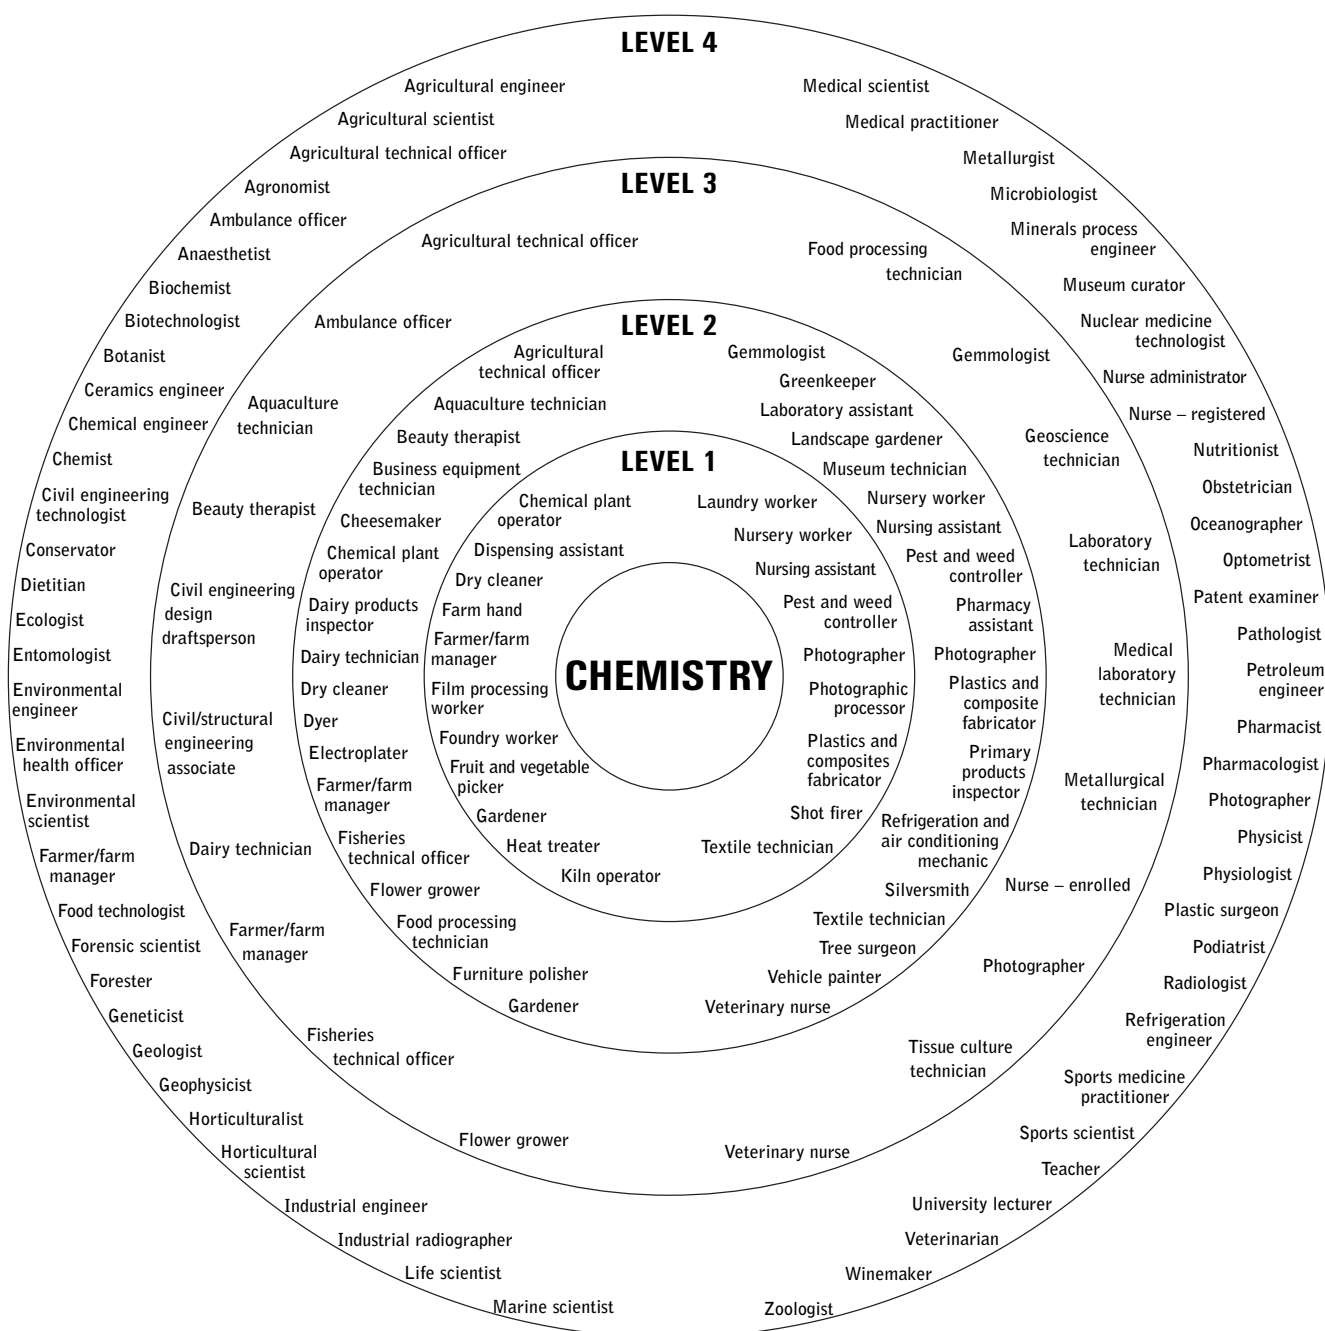 LEVEL 4
Agricultural engineer
Agricultural scientist
Agricultural technical officer
Agronomist
Ambulance officer
Anaesthetist
Biochemist
Biotechnologist
Botanist
Ceramics engineer
Chemical engineer
Chemist
Civil engineering
technologist
Conservator
Dietitian
Ecologist
Entomologist
Environmental
engineer
Environmental
health officer
Environmental
scientist
Farmer/farm
manager
Food technologist
Forensic scientist
Forester
Geneticist
Geologist
Geophysicist
Horticulturalist
Horticultural
scientist
Industrial engineer
Industrial radiographer
Life scientist
Marine scientist
Medical scientist
Medical practitioner
Metallurgist
Microbiologist
Minerals process
engineer
Museum curator
Nuclear medicine
technologist
Nurse administrator
Nurse – registered
Nutritionist
Obstetrician
Oceanographer
Optometrist
Patent examiner
Pathologist
Petroleum
engineer
Pharmacist
Pharmacologist
Photographer
Physicist
Physiologist
Plastic surgeon
Podiatrist
Radiologist
Refrigeration
engineer
Sports medicine
practitioner
Sports scientist
Teacher
University lecturer
Veterinarian
Winemaker
Zoologist
LEVEL 3
Agricultural technical officer
Ambulance officer
Aquaculture
technician
Beauty therapist
Civil engineering
design
draftsperson
Civil/structural
engineering
associate
Dairy technician
Farmer/farm
manager
Fisheries
technical officer
Flower grower
Food processing
technician
Gemmologist
Geoscience
technician
Laboratory
technician
Medical
laboratory
technician
Metallurgical
technician
Nurse – enrolled
Photographer
Tissue culture
technician
Veterinary nurse
LEVEL 2
Agricultural
technical officer
Aquaculture technician
Beauty therapist
Business equipment
technician
Cheesemaker
Chemical plant
operator
Dairy products
inspector
Dairy technician
Dry cleaner
Dyer
Electroplater
Farmer/farm
manager
Fisheries
technical officer
Flower grower
Food processing
technician
Furniture polisher
Gardener
Gemmologist
Greenkeeper
Laboratory assistant
Landscape gardener
Museum technician
Nursery worker
Nursing assistant
Pest and weed
controller
Pharmacy
assistant
Photographer
Plastics and
composite
fabricator
Primary
products
inspector
Refrigeration and
air conditioning
mechanic
Silversmith
Textile technician
Tree surgeon
Vehicle painter
Veterinary nurse
LEVEL 1
Chemical plant
operator
Dispensing assistant
Dry cleaner
Farm hand
Farmer/farm
manager
Film processing
worker
Foundry worker
Fruit and vegetable
picker
Gardener
Heat treater
Kiln operator
Laundry worker
Nursery worker
Nursing assistant
Pest and weed
controller
Photographer
Photographic
processor
Plastics and
composites
fabricator
Shot firer
Textile technician
CHEMISTRY